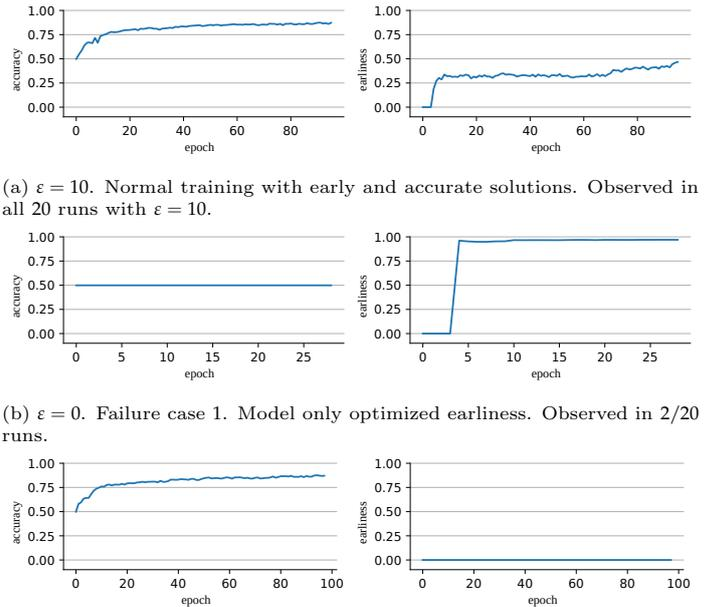 1.00
0.75
0.50
0.25
0.00
accuracy
0 20 40 60 80
epoch
1.00
0.75
0.50
0.25
0.00
earliness
0 20 40 60 80
epoch
(a) ε = 10. Normal training with early and accurate solutions. Observed in
all 20 runs with ε = 10.
1.00
0.75
0.50
0.25
0.00
accuracy
0 5 10 15 20 25
epoch
1.00
0.75
0.50
0.25
0.00
earliness
0 5 10 15 20 25
epoch
(b) ε = 0. Failure case 1. Model only optimized earliness. Observed in 2/20
runs.
1.00
0.75
0.50
0.25
0.00
accuracy
0 20 40 60 80 100
epoch
1.00
0.75
0.50
0.25
0.00
earliness
0 20 40 60 80 100
epoch